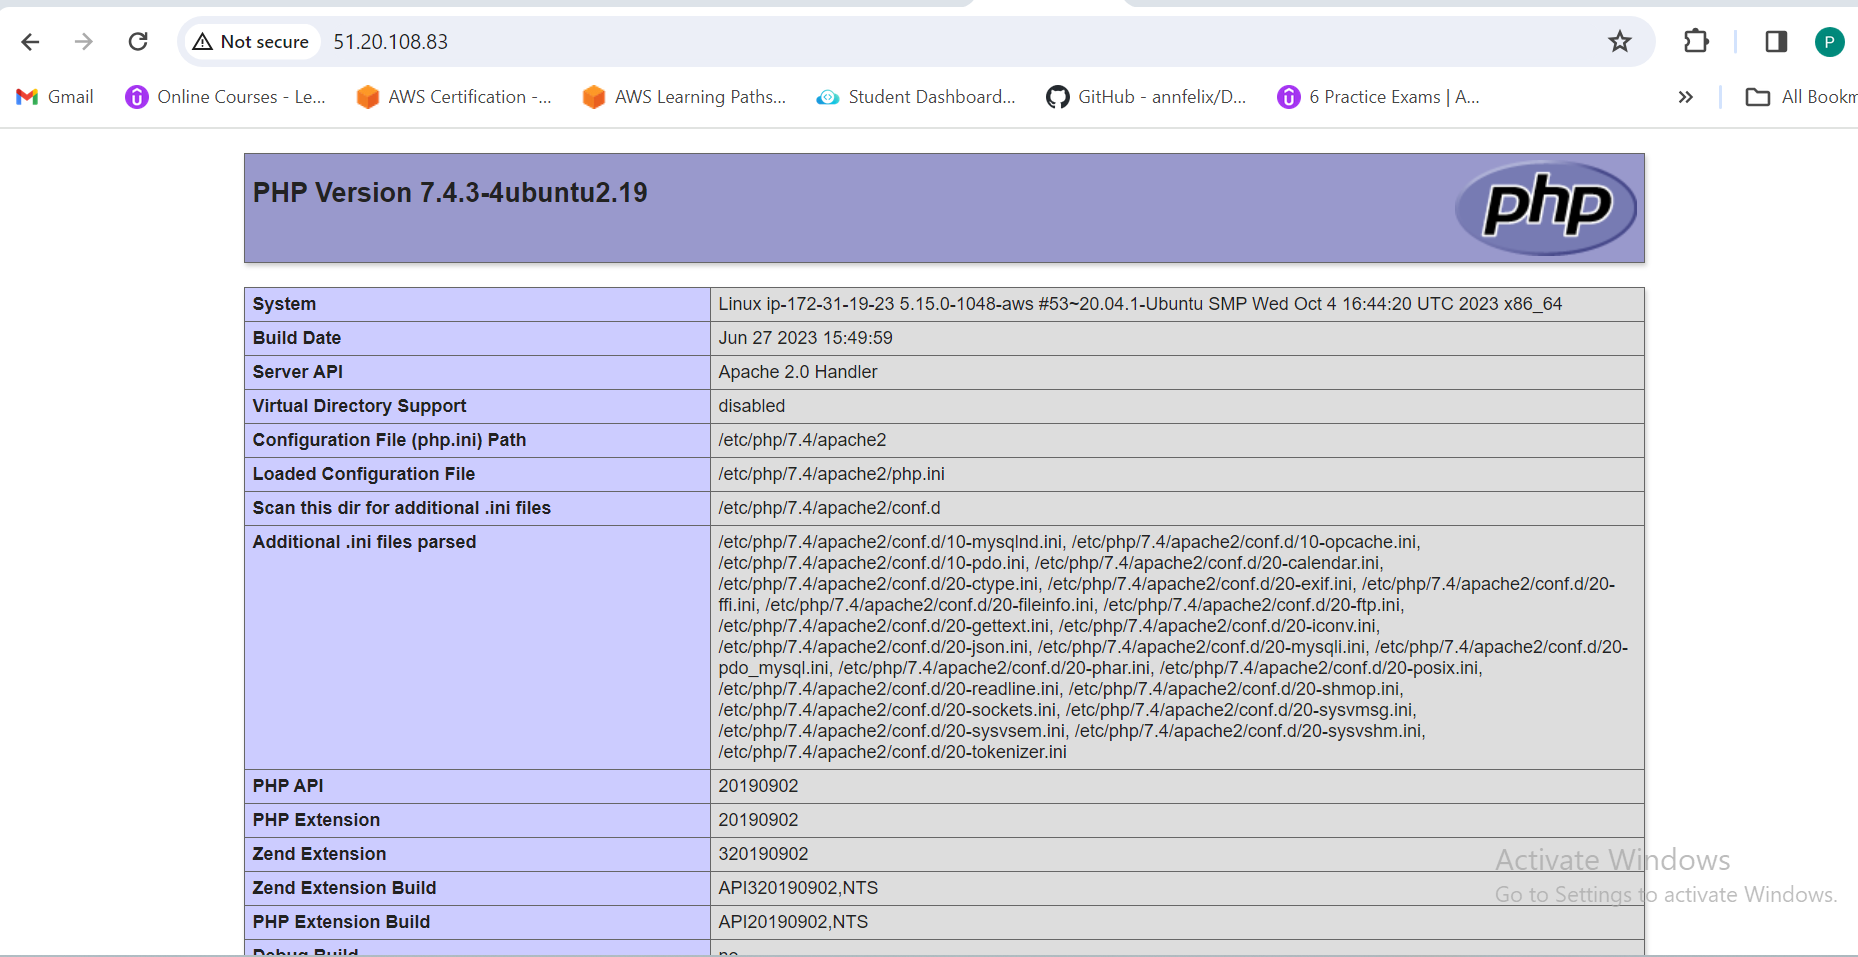 Not secure 51.20.108.83 P
Gmail Online Courses - Le... AWS Certification -... AWS Learning Paths... Student Dashboard... GitHub - annfelix/D... 6 Practice Exams | A... » All Bookm
PHP Version 7.4.3-4ubuntu2.19
php
System Linux ip-172-31-19-23 5.15.0-1048-aws #53~20.04.1-Ubuntu SMP Wed Oct 4 16:44:20 UTC 2023 x86_64
Build Date Jun 27 2023 15:49:59
Server API Apache 2.0 Handler
Virtual Directory Support disabled
Configuration File (php.ini) Path /etc/php/7.4/apache2
Loaded Configuration File /etc/php/7.4/apache2/php.ini
Scan this dir for additional .ini files /etc/php/7.4/apache2/conf.d
Additional .ini files parsed /etc/php/7.4/apache2/conf.d/10-mysqlnd.ini, /etc/php/7.4/apache2/conf.d/10-opcache.ini,
/etc/php/7.4/apache2/conf.d/10-pdo.ini, /etc/php/7.4/apache2/conf.d/20-calendar.ini,
/etc/php/7.4/apache2/conf.d/20-ctype.ini, /etc/php/7.4/apache2/conf.d/20-exif.ini, /etc/php/7.4/apache2/conf.d/20-
ffi.ini, /etc/php/7.4/apache2/conf.d/20-fileinfo.ini, /etc/php/7.4/apache2/conf.d/20-ftp.ini,
/etc/php/7.4/apache2/conf.d/20-gettext.ini, /etc/php/7.4/apache2/conf.d/20-iconv.ini,
/etc/php/7.4/apache2/conf.d/20-json.ini, /etc/php/7.4/apache2/conf.d/20-mysqli.ini, /etc/php/7.4/apache2/conf.d/20-
pdo_mysql.ini, /etc/php/7.4/apache2/conf.d/20-phar.ini, /etc/php/7.4/apache2/conf.d/20-posix.ini,
/etc/php/7.4/apache2/conf.d/20-readline.ini, /etc/php/7.4/apache2/conf.d/20-shmop.ini,
/etc/php/7.4/apache2/conf.d/20-sockets.ini, /etc/php/7.4/apache2/conf.d/20-sysvmsg.ini,
/etc/php/7.4/apache2/conf.d/20-sysvsem.ini, /etc/php/7.4/apache2/conf.d/20-sysvshm.ini,
/etc/php/7.4/apache2/conf.d/20-tokenizer.ini
PHP API 20190902
PHP Extension 20190902
Zend Extension 320190902
Zend Extension Build API320190902,NTS
PHP Extension Build API20190902,NTS
Debug Build no
Activate Windows
Go to Settings to activate Windows.